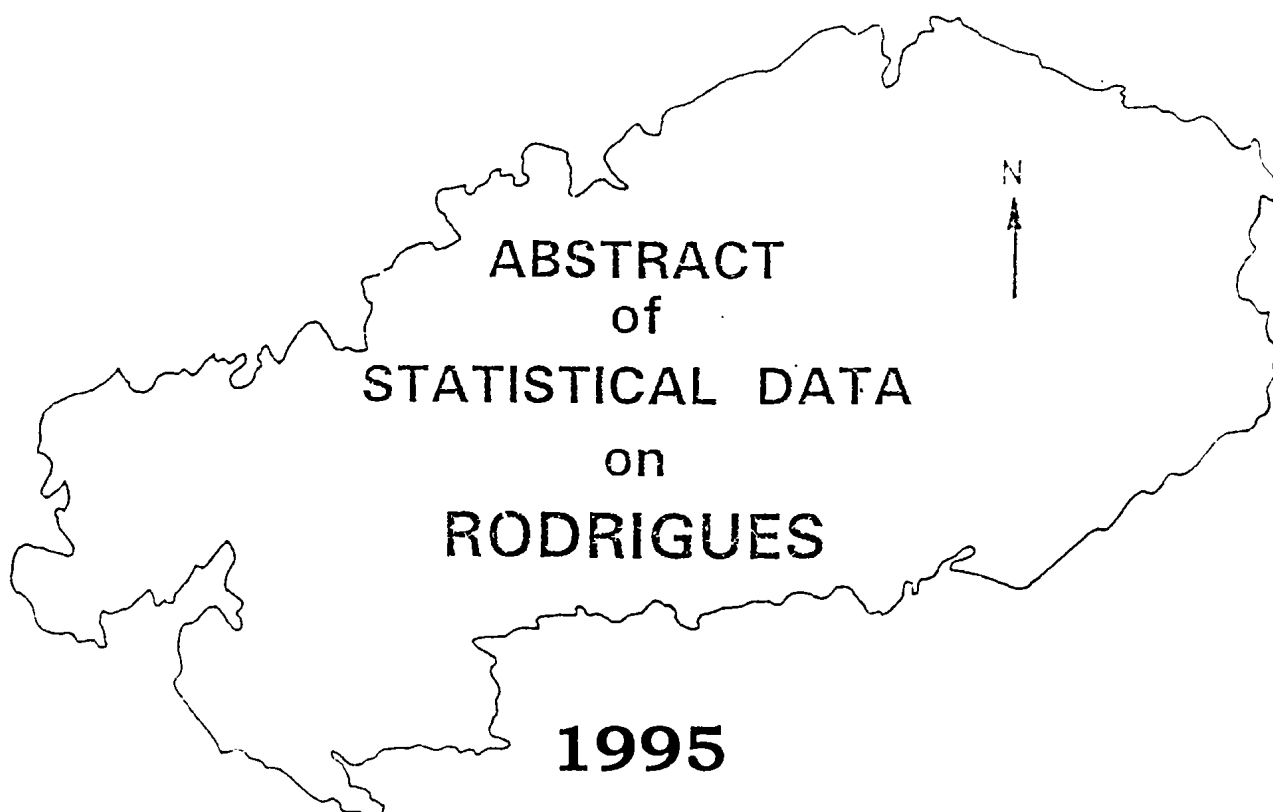 N
ABSTRACT
of
STATISTICAL DATA
on
RODRIGUES
1995